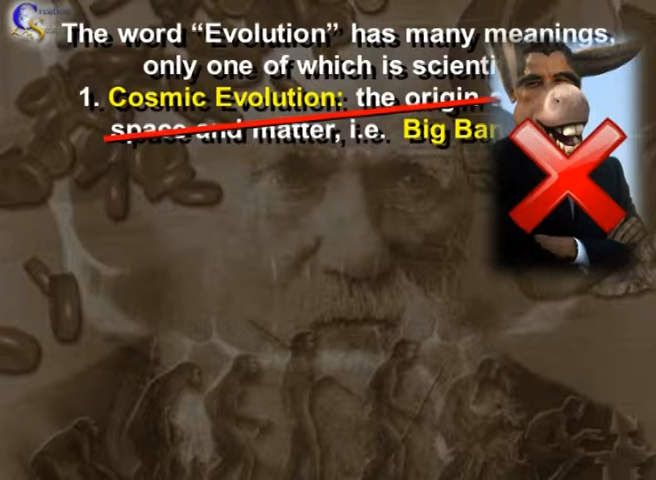 Creation
The word “Evolution” has many meanings,
only one of which is scienti
1. Cosmic Evolution: the origin
space and matter, i.e. Big Ban